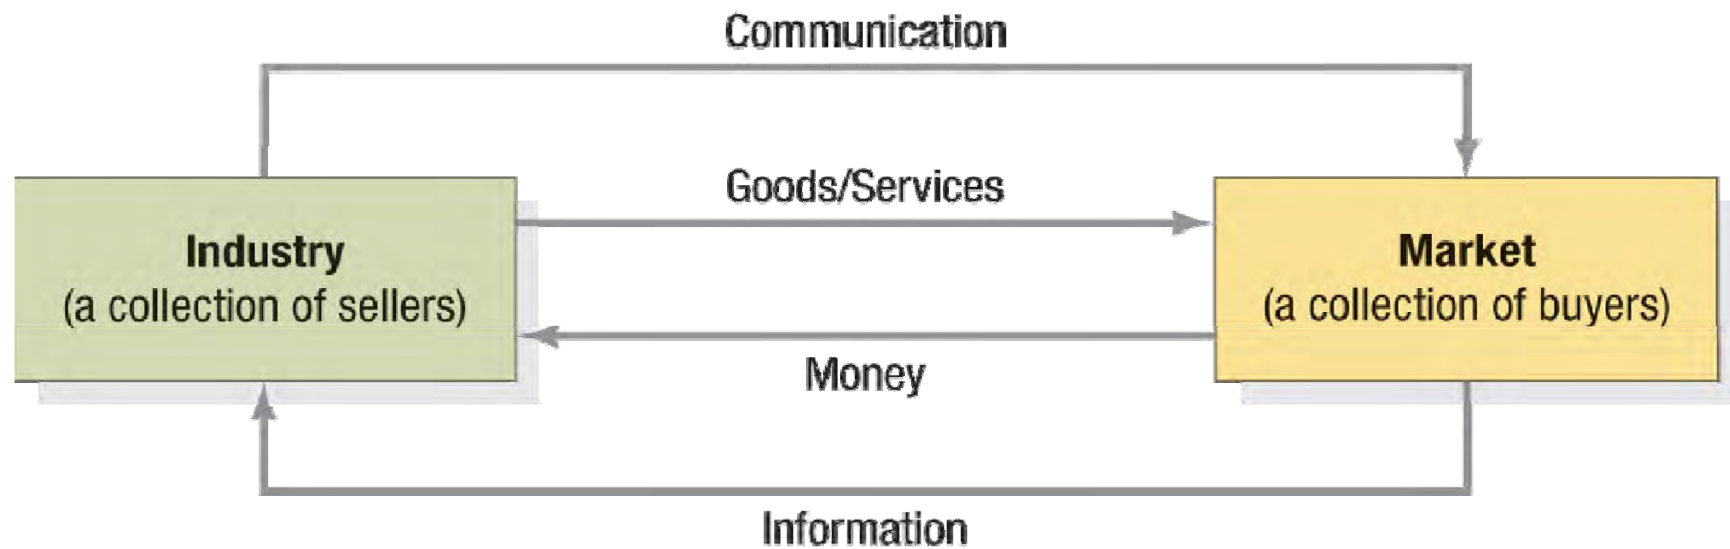 Communication
Goods/Services
Industry
(a collection of sellers)
Market
(a collection of buyers)
Money
Information